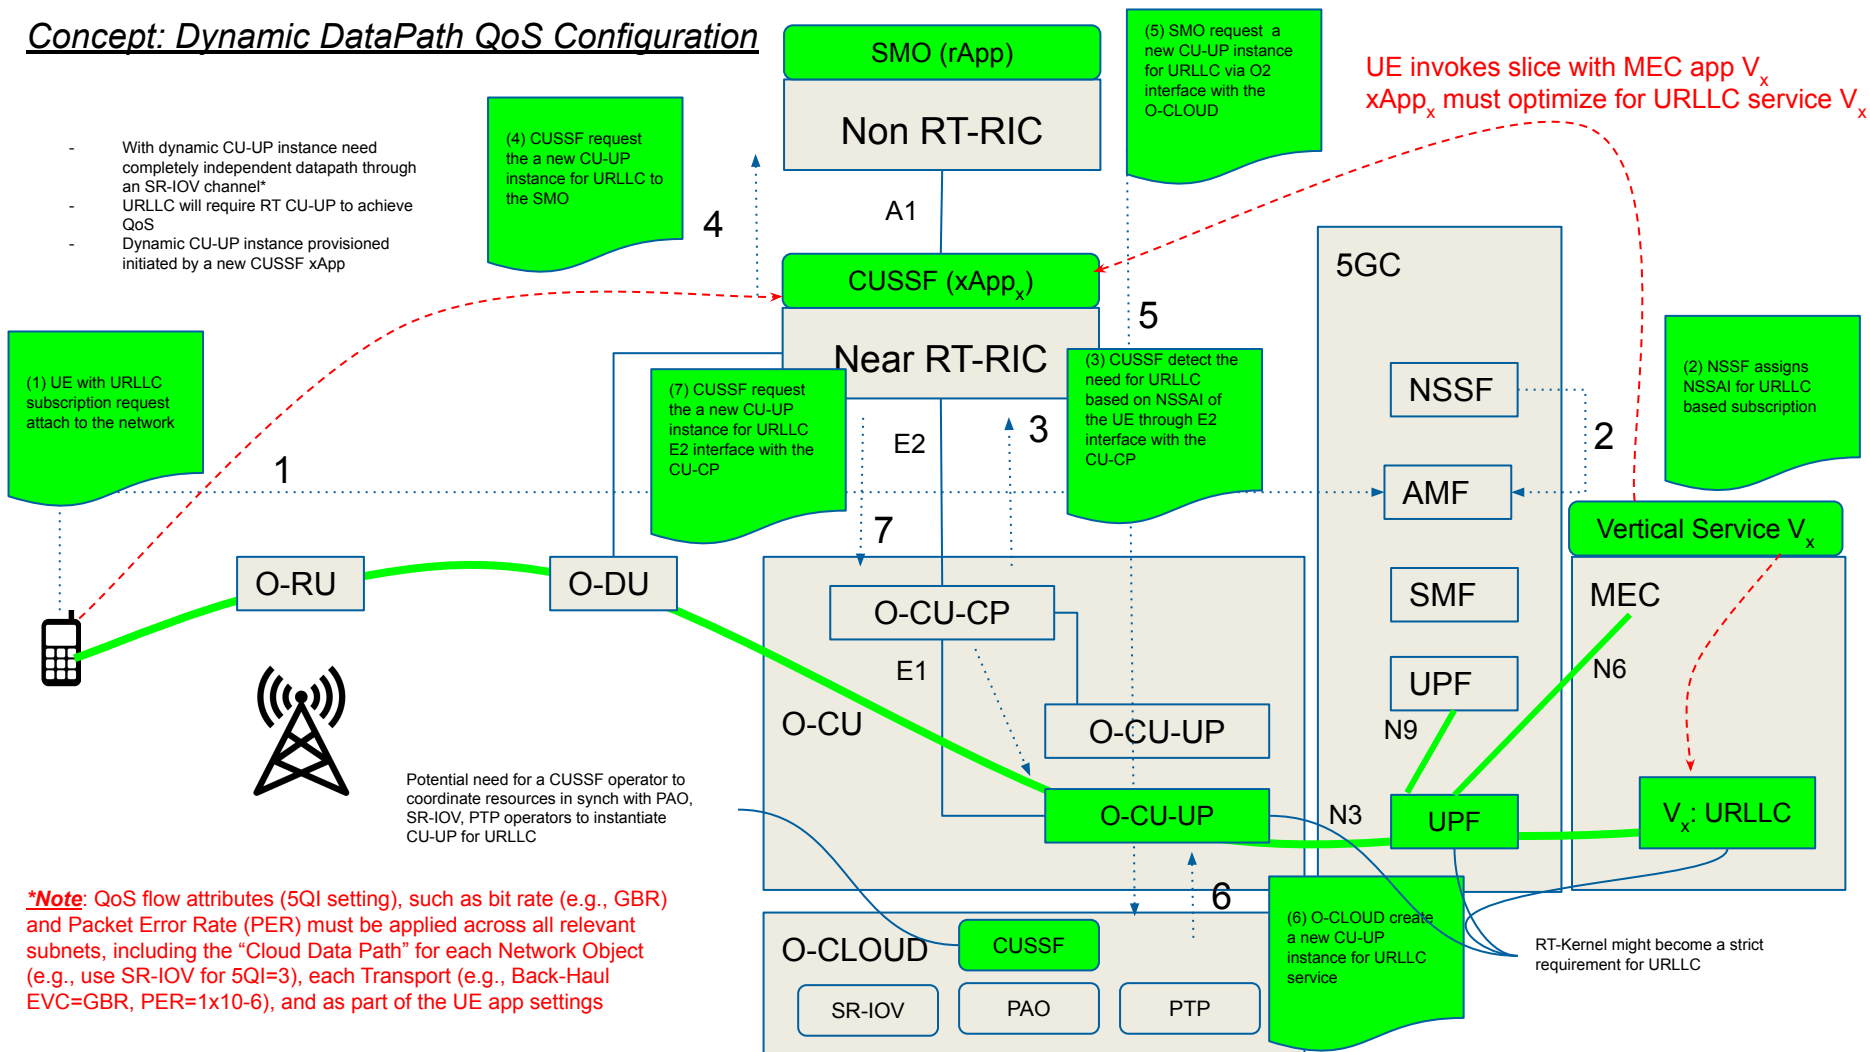 Concept: Dynamic DataPath QoS Configuration
SMO (rApp)
Non RT-RIC
(5) SMO request a
new CU-UP instance
for URLLC via O2
interface with the
O-CLOUD
UE invokes slice with MEC app Vx
xAppx must optimize for URLLC service Vx
- With dynamic CU-UP instance need
completely independent datapath through
an SR-IOV channel*
- URLLC will require RT CU-UP to achieve
QoS
- Dynamic CU-UP instance provisioned
initiated by a new CUSSF xApp
(4) CUSSF request
the a new CU-UP
instance for URLLC to
the SMO
4
A1
CUSSF (xAppx)
Near RT-RIC
5
5GC
(1) UE with URLLC
subscription request
attach to the network
1
(7) CUSSF request
the a new CU-UP
instance for URLLC
E2 interface with the
CU-CP
E2
3
(3) CUSSF detect the
need for URLLC
based on NSSAI of
the UE through E2
interface with the
CU-CP
NSSF
2
(2) NSSF assigns
NSSAI for URLLC
based subscription
AMF
7
Vertical Service Vx
O-RU
O-DU
O-CU-CP
SMF
MEC
E1
UPF
N6
O-CU
O-CU-UP
N9
Potential need for a CUSSF operator to
coordinate resources in synch with PAO,
SR-IOV, PTP operators to instantiate
CU-UP for URLLC
O-CU-UP
N3
UPF
Vx: URLLC
*Note: QoS flow attributes (5QI setting), such as bit rate (e.g., GBR)
and Packet Error Rate (PER) must be applied across all relevant
subnets, including the “Cloud Data Path” for each Network Object
(e.g., use SR-IOV for 5QI=3), each Transport (e.g., Back-Haul
EVC=GBR, PER=1x10-6), and as part of the UE app settings
6
O-CLOUD
CUSSF
SR-IOV
PAO
PTP
(6) O-CLOUD create
a new CU-UP
instance for URLLC
service
RT-Kernel might become a strict
requirement for URLLC